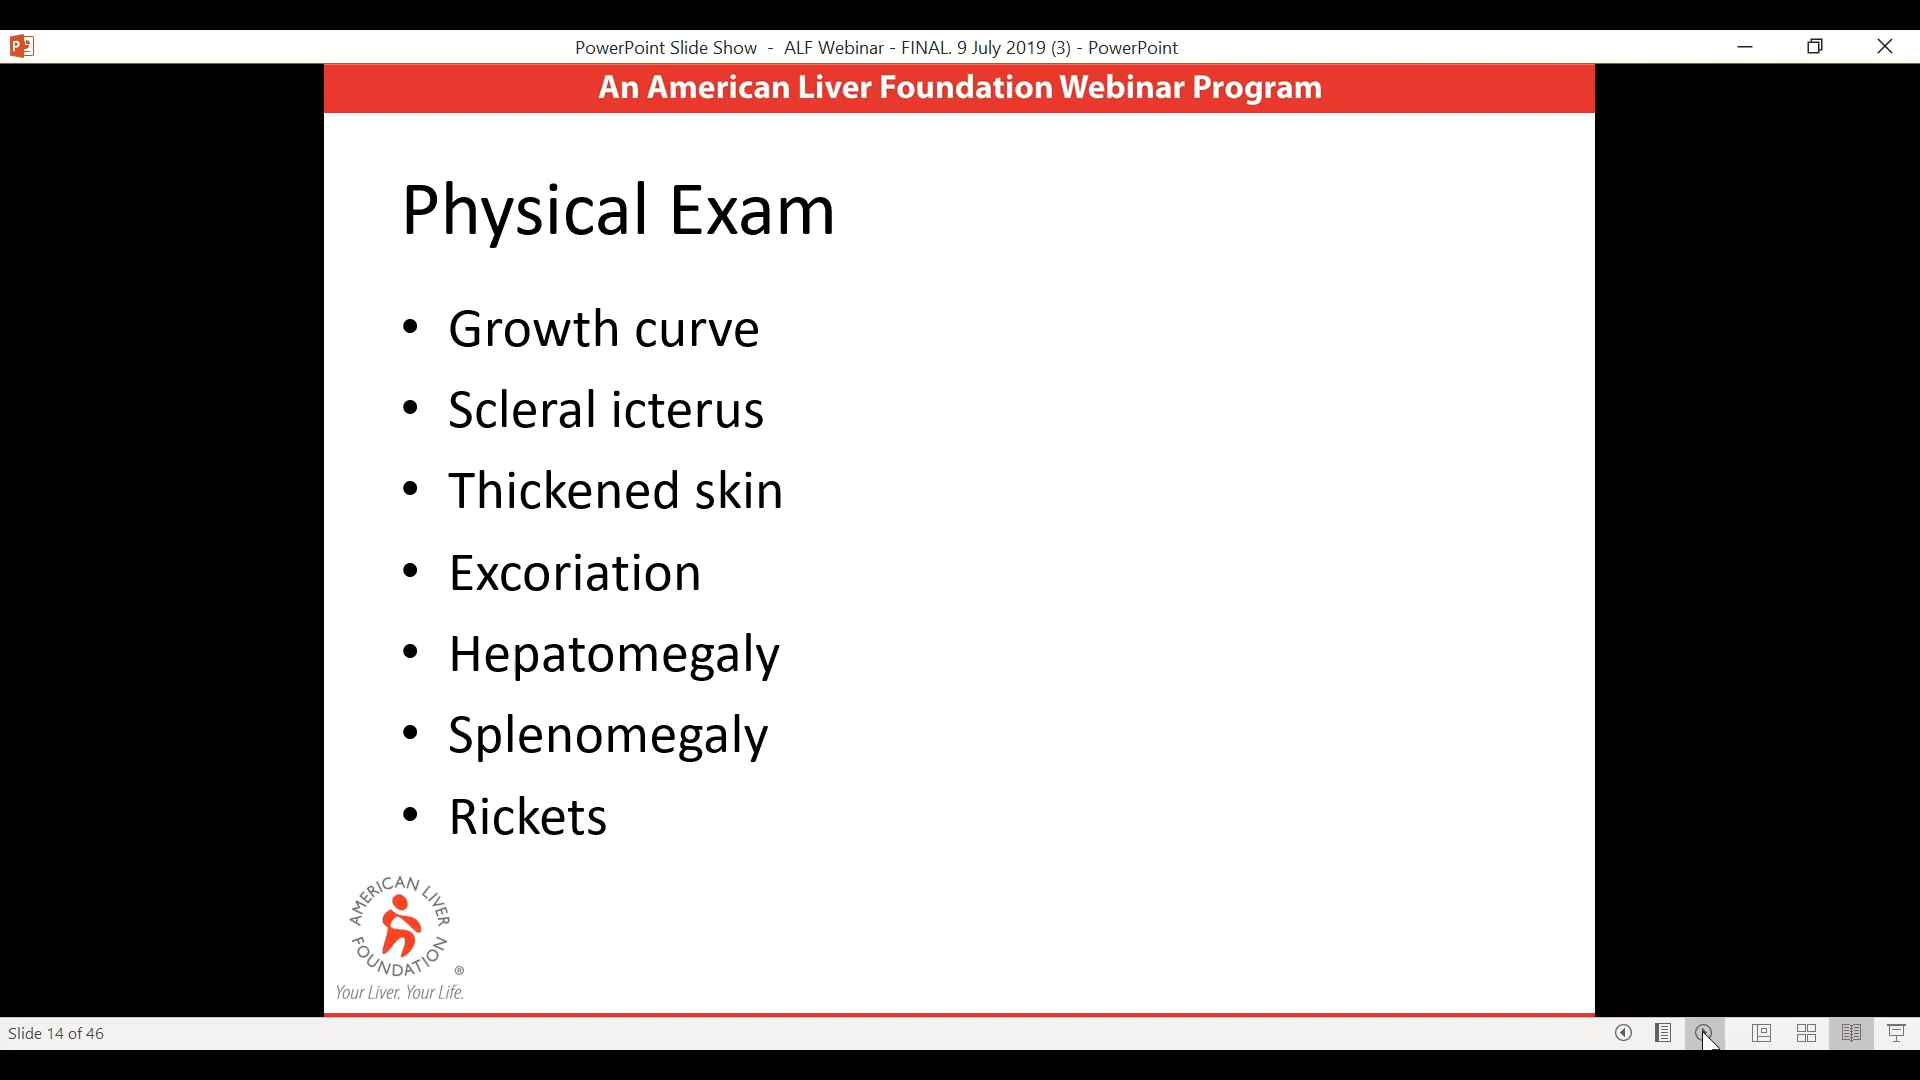 PowerPoint Slide Show - ALF Webinar - FINAL. 9 July 2019 (3) - PowerPoint
An American Liver Foundation Webinar Program
Physical Exam
• Growth curve
• Scleral icterus
• Thickened skin
• Excoriation
• Hepatomegaly
• Splenomegaly
• Rickets
AMERICAN LIVER FOUNDATION ®
Your Liver. Your Life.
Slide 14 of 46